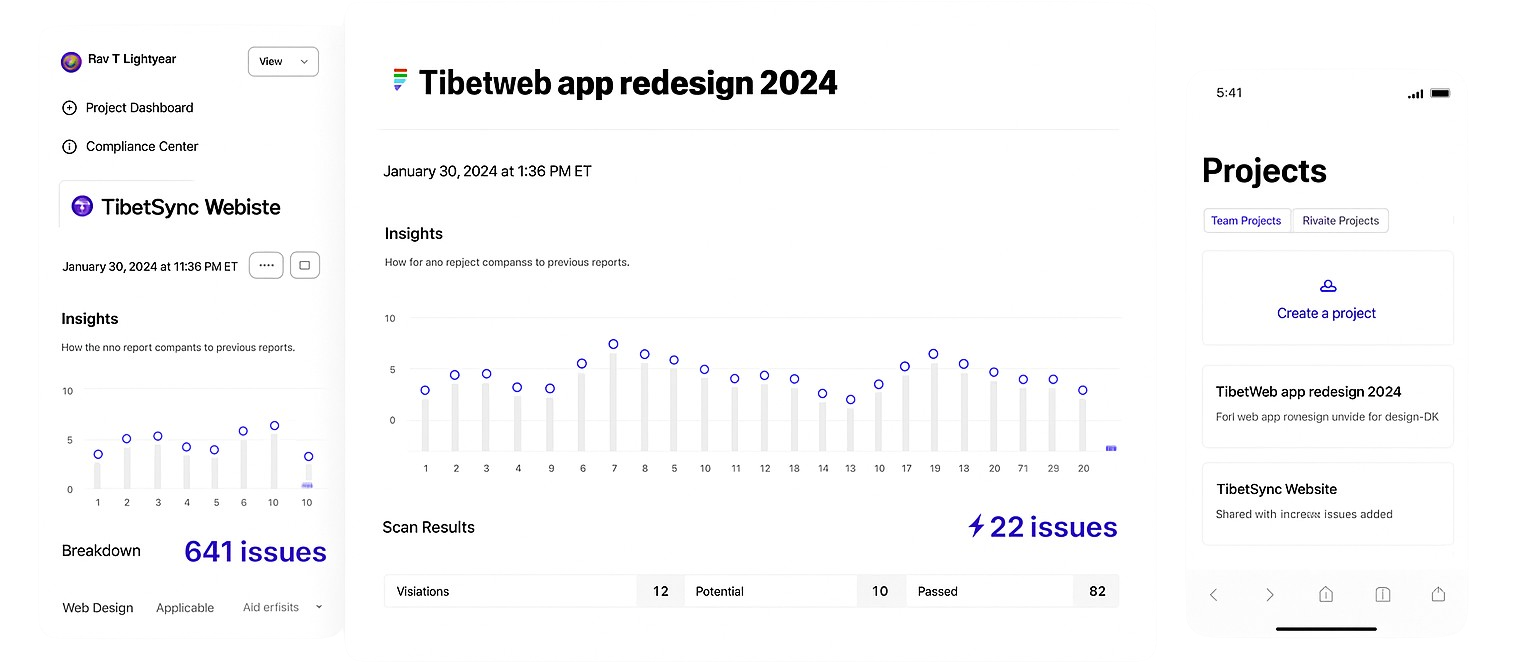 Rav T Lightyear
View
Project Dashboard
Compliance Center
TibetSync Webiste
January 30, 2024 at 11:36 PM ET
Insights
How the nno report compants to previous reports.
10
5
0
1 2 3 4 5 6 10 10
Breakdown
641 issues
Web Design Applicable Ald erfisits
Tibetweb app redesign 2024
January 30, 2024 at 1:36 PM ET
Insights
How for ano repject companss to previous reports.
10
5
0
1 2 3 4 9 6 7 8 5 10 11 12 18 14 13 10 17 19 13 20 71 29 20
Scan Results
22 issues
Visiations 12 Potential 10 Passed 82
5:41
Projects
Team Projects Rivaite Projects
Create a project
TibetWeb app redesign 2024
Forl web app rovesign unvide for design-DK
TibetSync Website
Shared with issues added